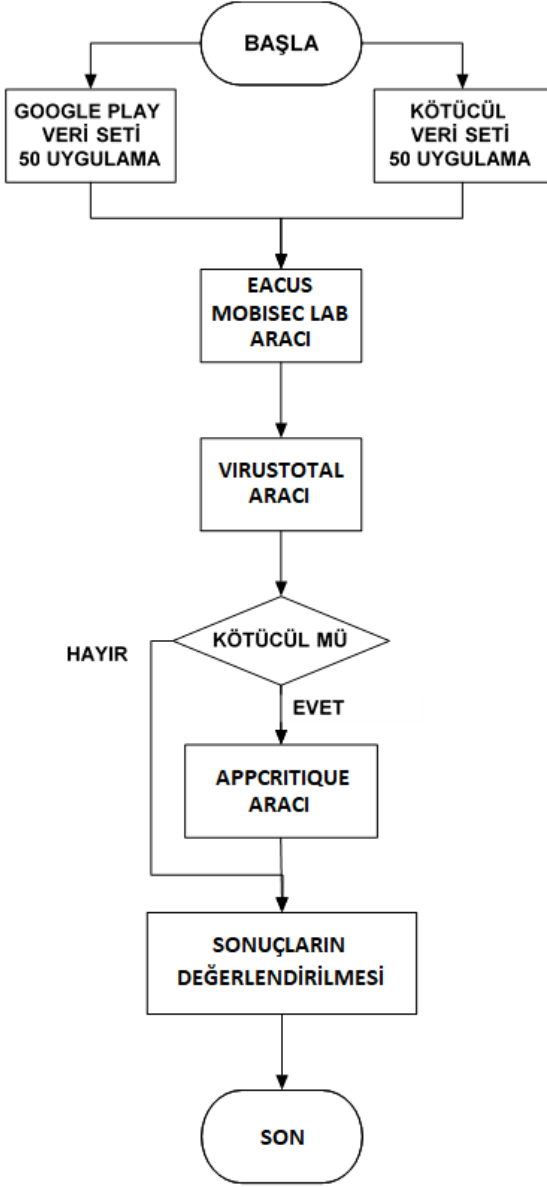 BAŞLA
GOOGLE PLAY
VERİ SETİ
50 UYGULAMA
KÖTÜCÜL
VERİ SETİ
50 UYGULAMA
EACUS
MOBISEC LAB
ARACI
VIRUSTOTAL
ARACI
KÖTÜCÜL MÜ
HAYIR
EVET
APPCRITIQUE
ARACI
SONUÇLARIN
DEĞERLENDİRİLMESİ
SON